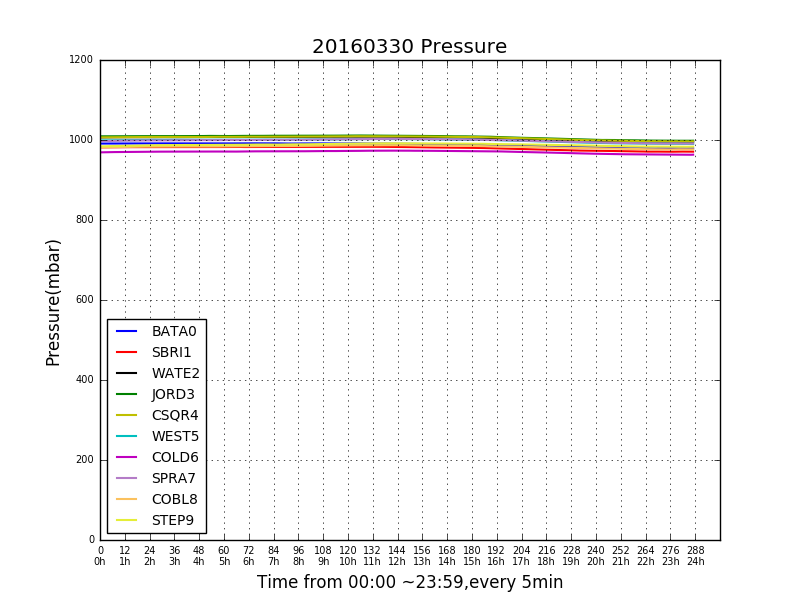 20160330 Pressure
1200
1000
800
600
400
200
0
Pressure(mbar)
BATA0
SBRI1
WATE2
JORD3
CSQR4
WEST5
COLD6
SPRA7
COBL8
STEP9
0 12 24 36 48 60 72 84 96 108 120 132 144 156 168 180 192 204 216 228 240 252 264 276 288
0h 1h 2h 3h 4h 5h 6h 7h 8h 9h 10h 11h 12h 13h 14h 15h 16h 17h 18h 19h 20h 21h 22h 23h 24h
Time from 00:00 ~23:59,every 5min